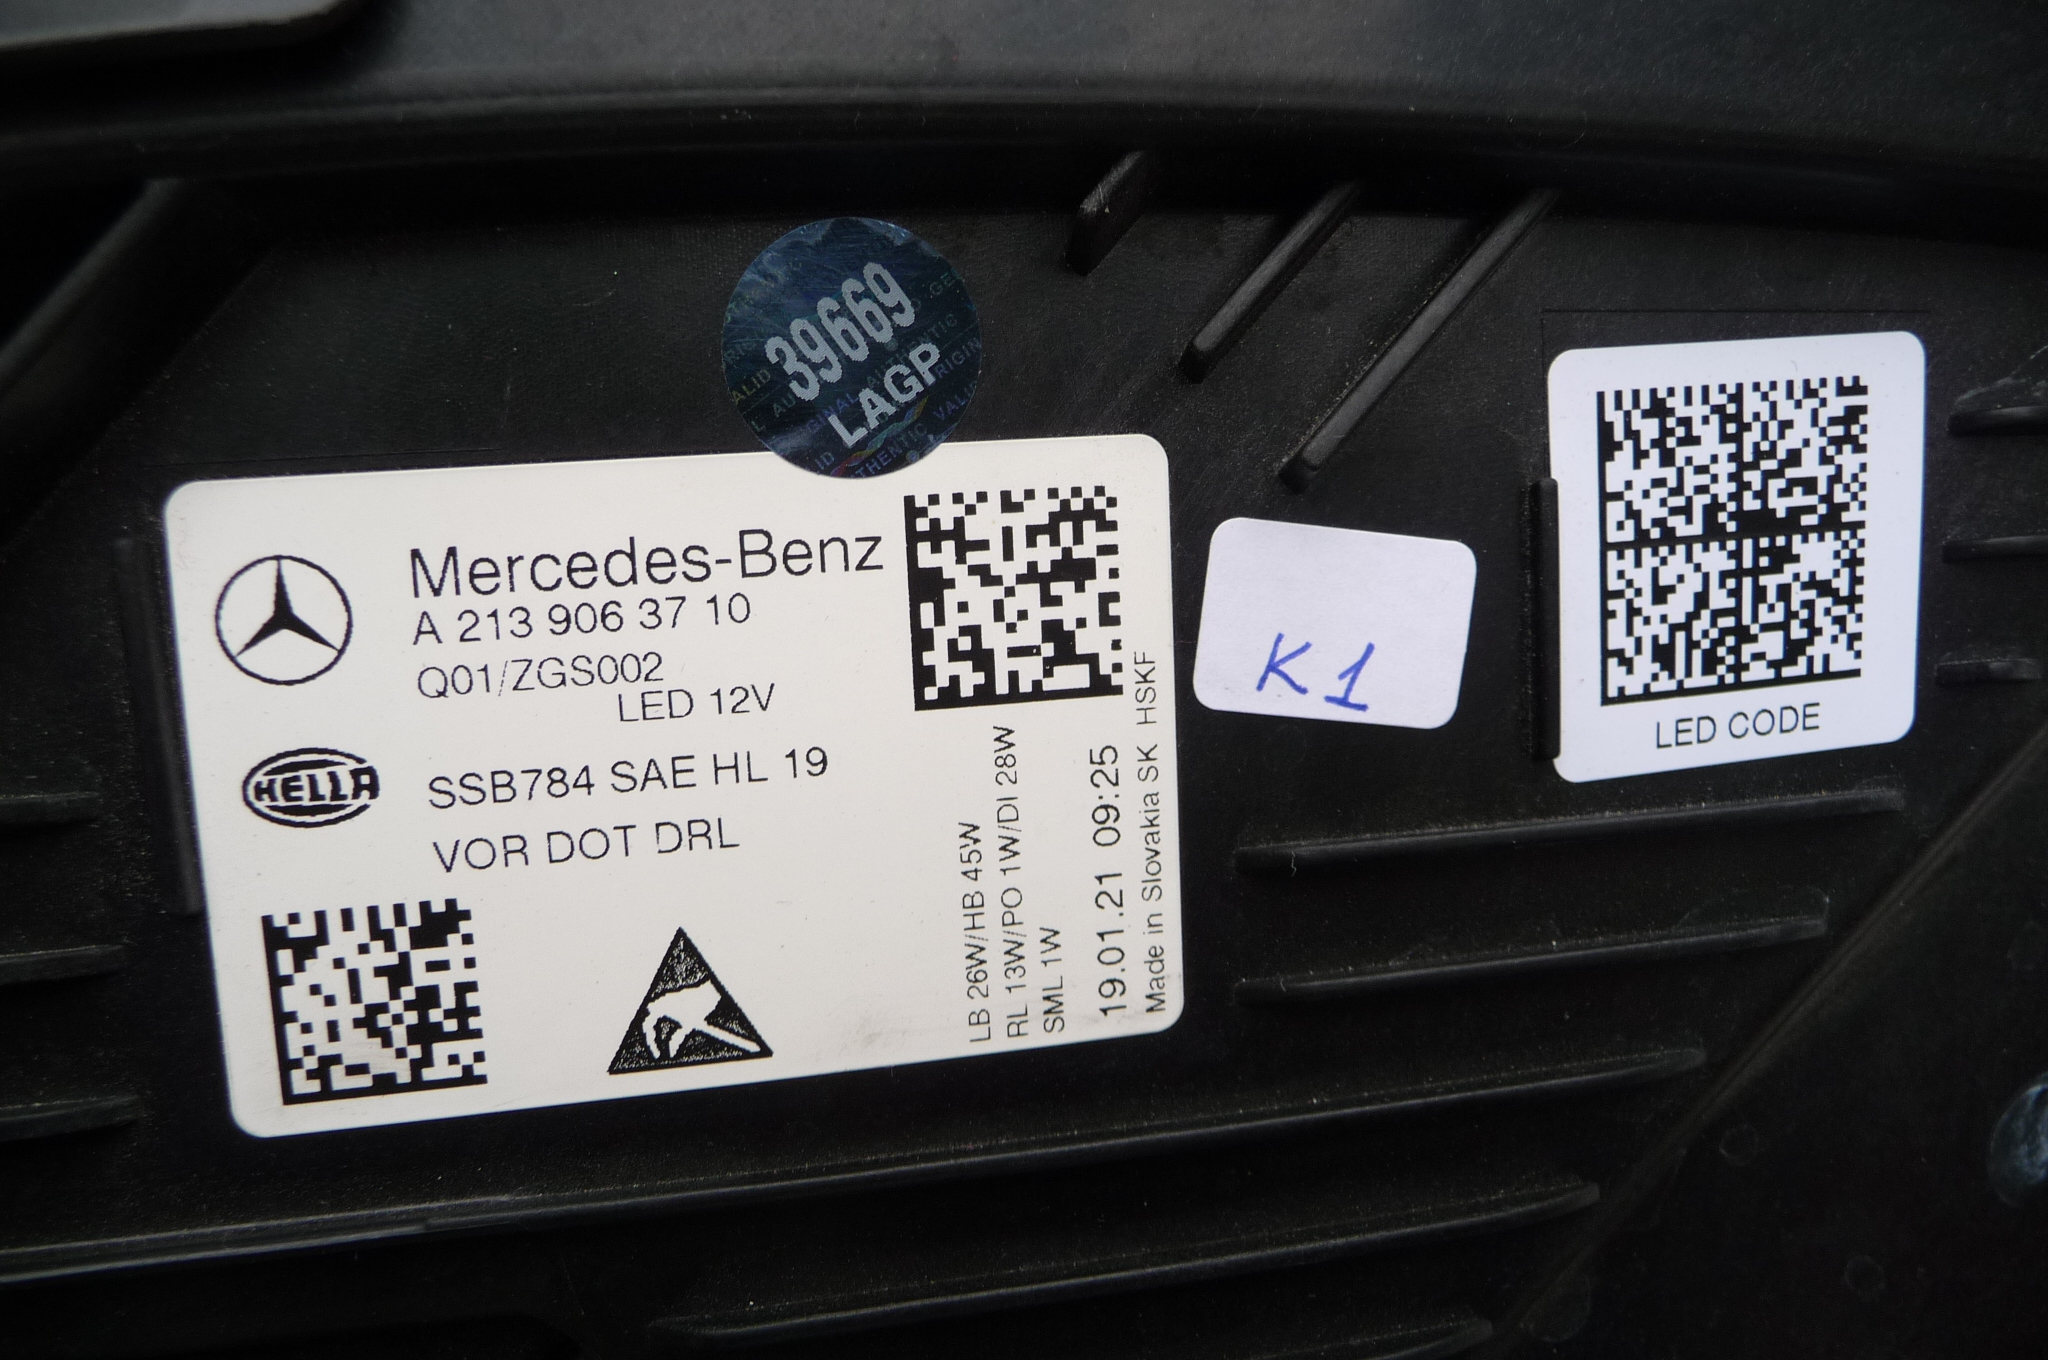 39669
LAGP
Mercedes-Benz
A 213 906 37 10
Q01/ZGS002
LED 12V
HELLA
SSB784 SAE HL 19
VOR DOT DRL
LB 26W/HB 45W
RL 13W/PO 1W/DI 28W
SML 1W
19.01.21 09:25
Made in Slovakia SK HSKF
K1
LED CODE